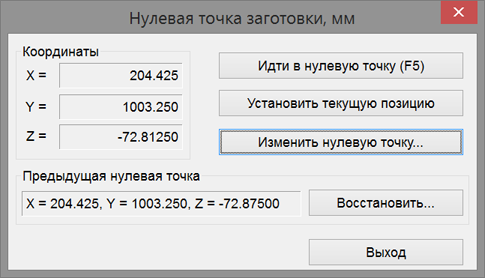 Нулевая точка заготовки, мм
Координаты
X = 204.425
Y = 1003.250
Z = -72.81250
Идти в нулевую точку (F5)
Установить текущую позицию
Изменить нулевую точку...
Предыдущая нулевая точка
X = 204.425, Y = 1003.250, Z = -72.87500
Восстановить...
Выход